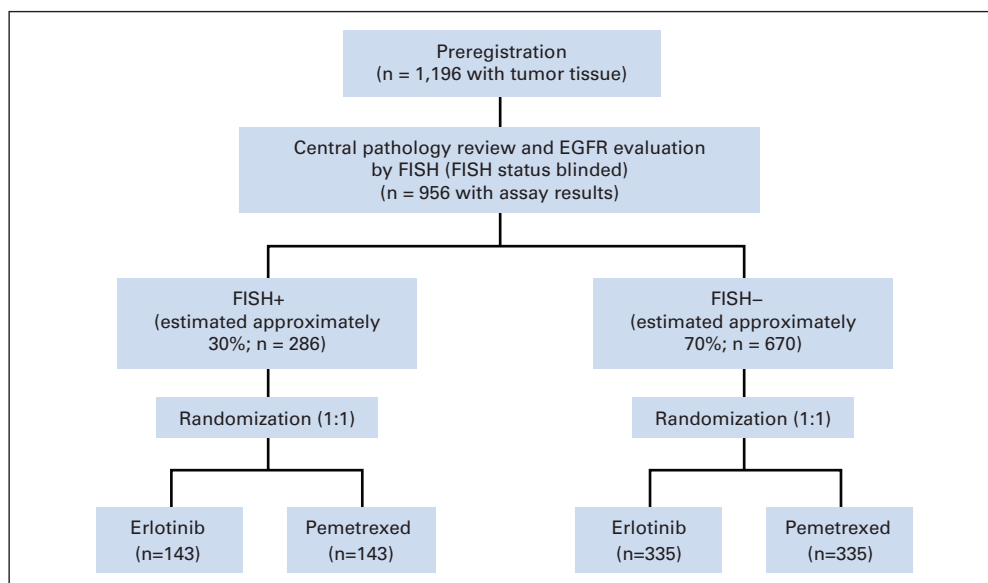 Preregistration
(n = 1,196 with tumor tissue)
Central pathology review and EGFR evaluation
by FISH (FISH status blinded)
(n = 956 with assay results)
FISH+
(estimated approximately
30%; n = 286)
FISH–
(estimated approximately
70%; n = 670)
Randomization (1:1)
Randomization (1:1)
Erlotinib
(n=143)
Pemetrexed
(n=143)
Erlotinib
(n=335)
Pemetrexed
(n=335)